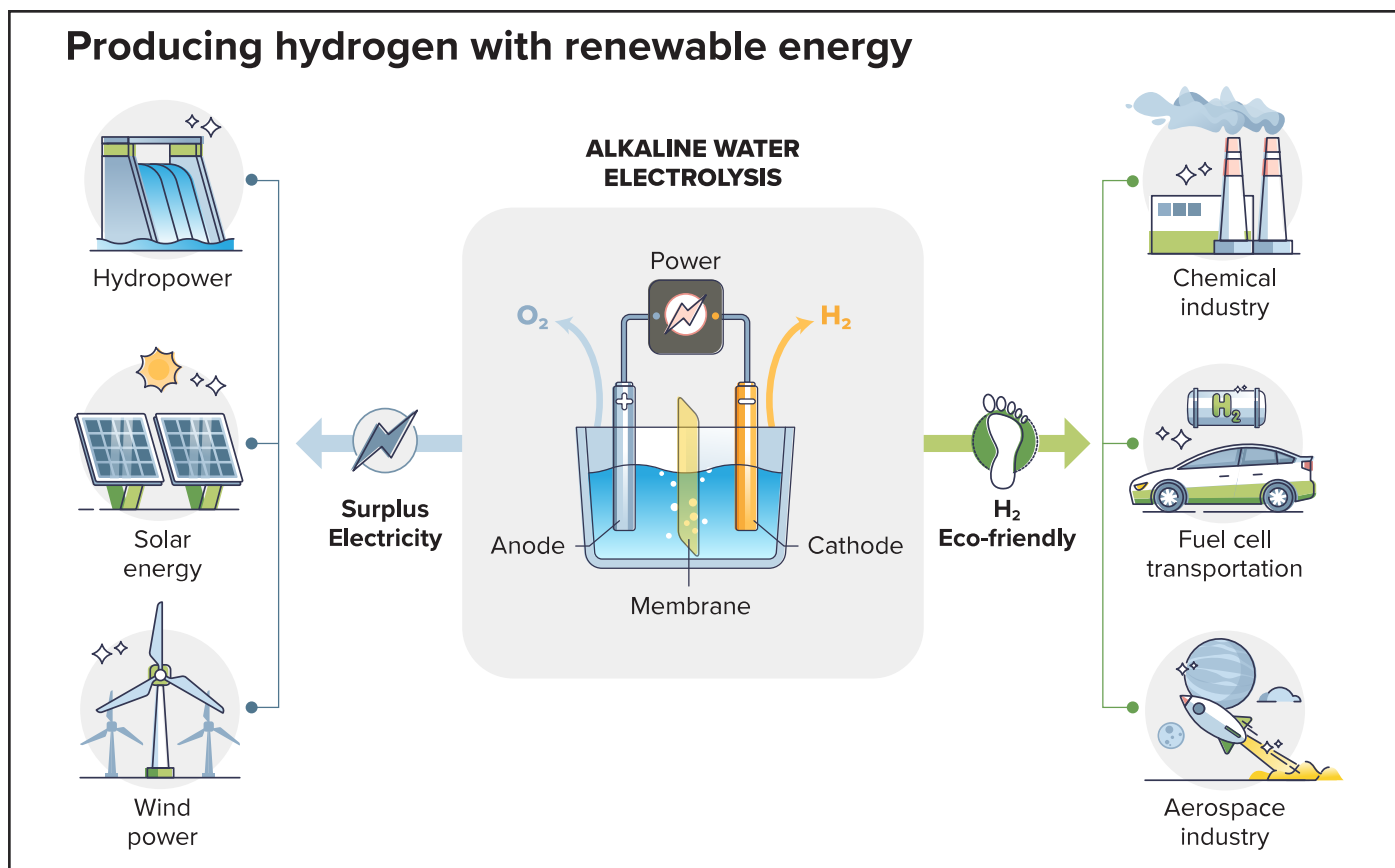 Producing hydrogen with renewable energy
Hydropower
Solar
energy
Wind
power
Surplus
Electricity
ALKALINE WATER
ELECTROLYSIS
Power
O₂
H₂
+
−
Anode
Cathode
Membrane
H₂
Eco-friendly
Chemical
industry
H₂
Fuel cell
transportation
Aerospace
industry